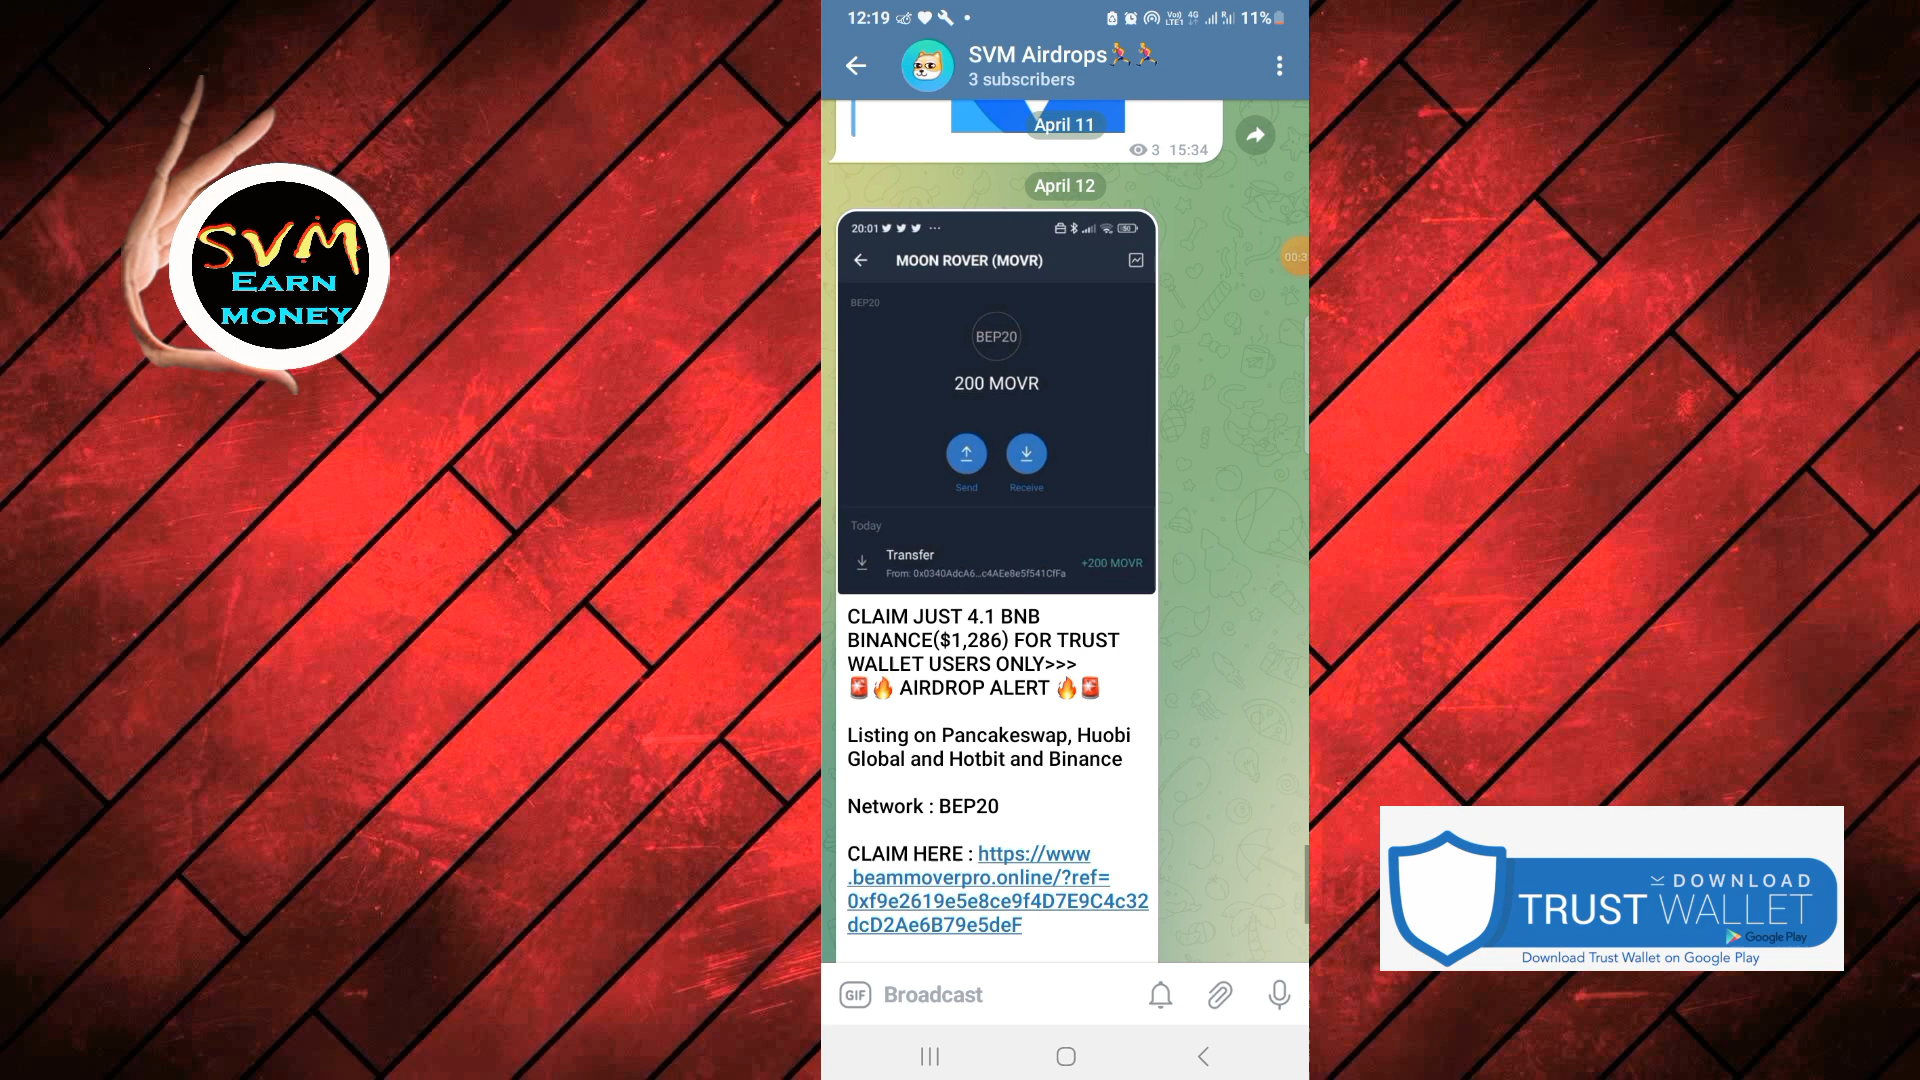 SVM
EARN
MONEY
12:19
11%
SVM Airdrops
3 subscribers
April 11
3 15:34
April 12
20:01
MOON ROVER (MOVR)
BEP20
BEP20
200 MOVR
Send Receive
Today
Transfer
From: 0x0340AdcA6...c4AEe8e5f541CfFa
+200 MOVR
00:3
CLAIM JUST 4.1 BNB
BINANCE($1,286) FOR TRUST
WALLET USERS ONLY>>>
🚨🔥 AIRDROP ALERT 🔥🚨
Listing on Pancakeswap, Huobi
Global and Hotbit and Binance
Network : BEP20
CLAIM HERE : https://www
.beammoverpro.online/?ref=
0xf9e2619e5e8ce9f4D7E9C4c32
dcD2Ae6B79e5deF
GIF Broadcast
DOWNLOAD
TRUST WALLET
Google Play
Download Trust Wallet on Google Play